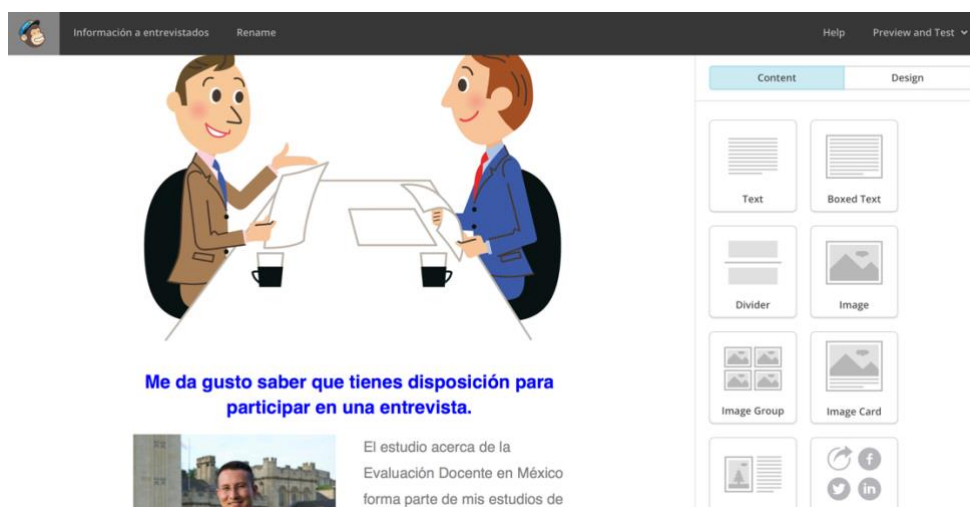 Información a entrevistados
Rename
Help
Preview and Test
Content
Design
Text
Boxed Text
Divider
Image
Image Group
Image Card
Me da gusto saber que tienes disposición para
participar en una entrevista.
El estudio acerca de la
Evaluación Docente en México
forma parte de mis estudios de